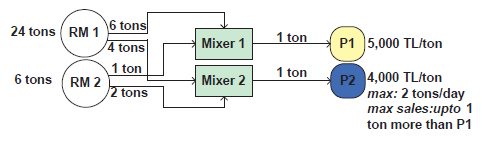 24 tons
RM 1
6 tons
4 tons
Mixer 1
1 ton
P1
5,000 TL/ton
6 tons
RM 2
1 ton
2 tons
Mixer 2
1 ton
P2
4,000 TL/ton
max: 2 tons/day
max sales:upto 1
ton more than P1